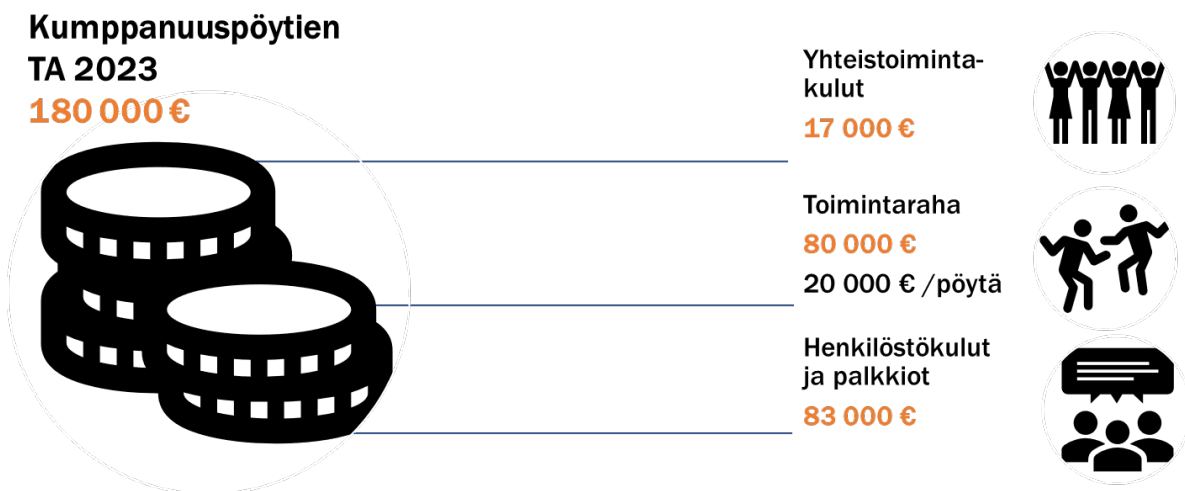 Kumppanuuspöytien
TA 2023
180 000 €
Yhteistoiminta-
kulut
17 000 €
Toimintaraha
80 000 €
20 000 € /pöytä
Henkilöstökulut
ja palkkiot
83 000 €